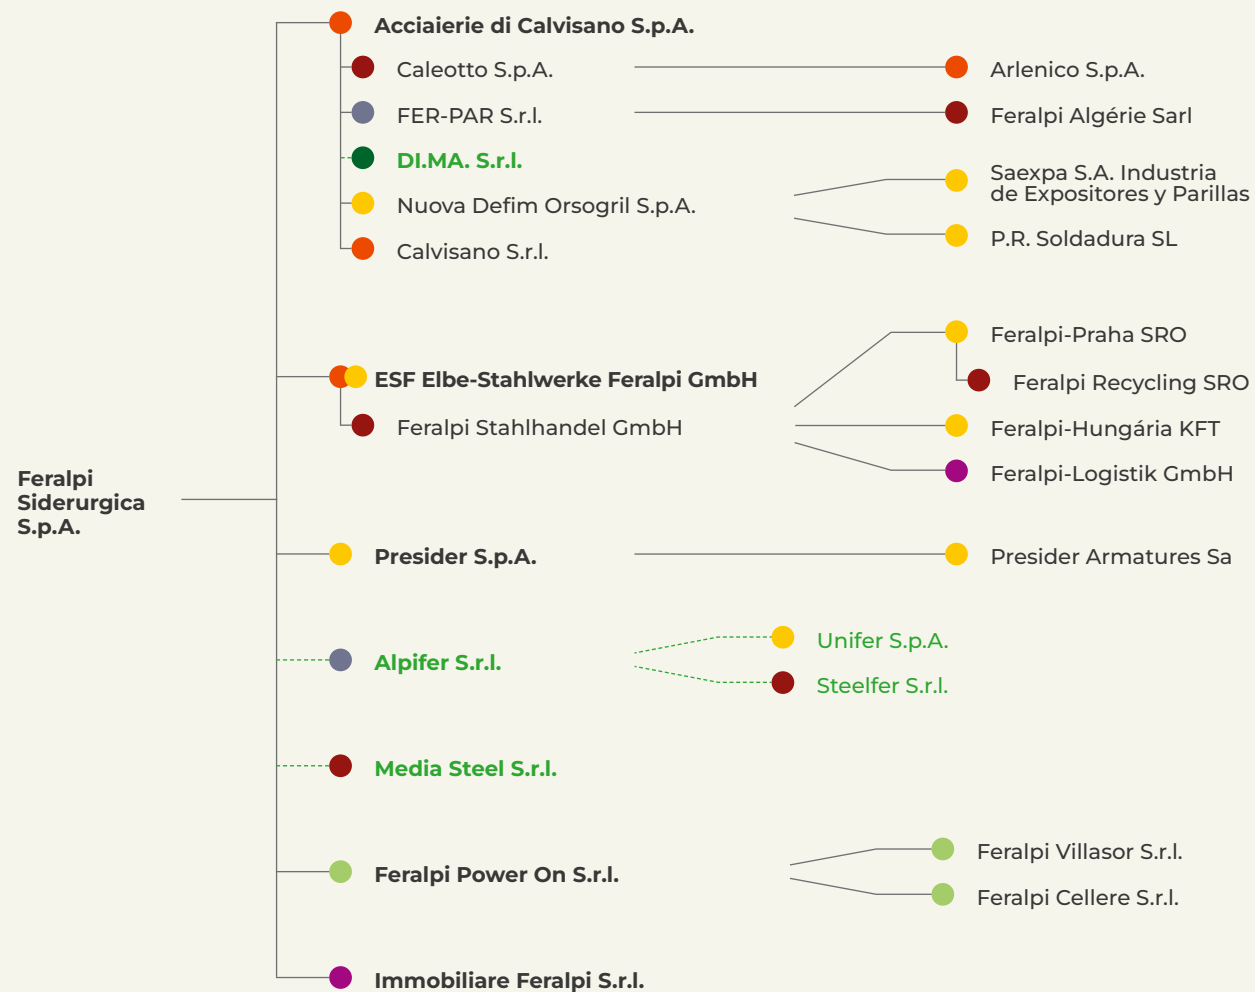 Feralpi
Siderurgica
S.p.A.
Acciaierie di Calvisano S.p.A.
Caleotto S.p.A.
Arlenico S.p.A.
FER-PAR S.r.l.
Feralpi Algérie Sarl
DI.MA. S.r.l.
Nuova Defim Orsogril S.p.A.
Saexpa S.A. Industria
de Expositores y Parillas
P.R. Soldadura SL
Calvisano S.r.l.
ESF Elbe-Stahlwerke Feralpi GmbH
Feralpi Stahlhandel GmbH
Feralpi-Praha SRO
Feralpi Recycling SRO
Feralpi-Hungária KFT
Feralpi-Logistik GmbH
Presider S.p.A.
Presider Armatures Sa
Alpifer S.r.l.
Unifer S.p.A.
Steelfer S.r.l.
Media Steel S.r.l.
Feralpi Power On S.r.l.
Feralpi Villasor S.r.l.
Feralpi Cellere S.r.l.
Immobiliare Feralpi S.r.l.